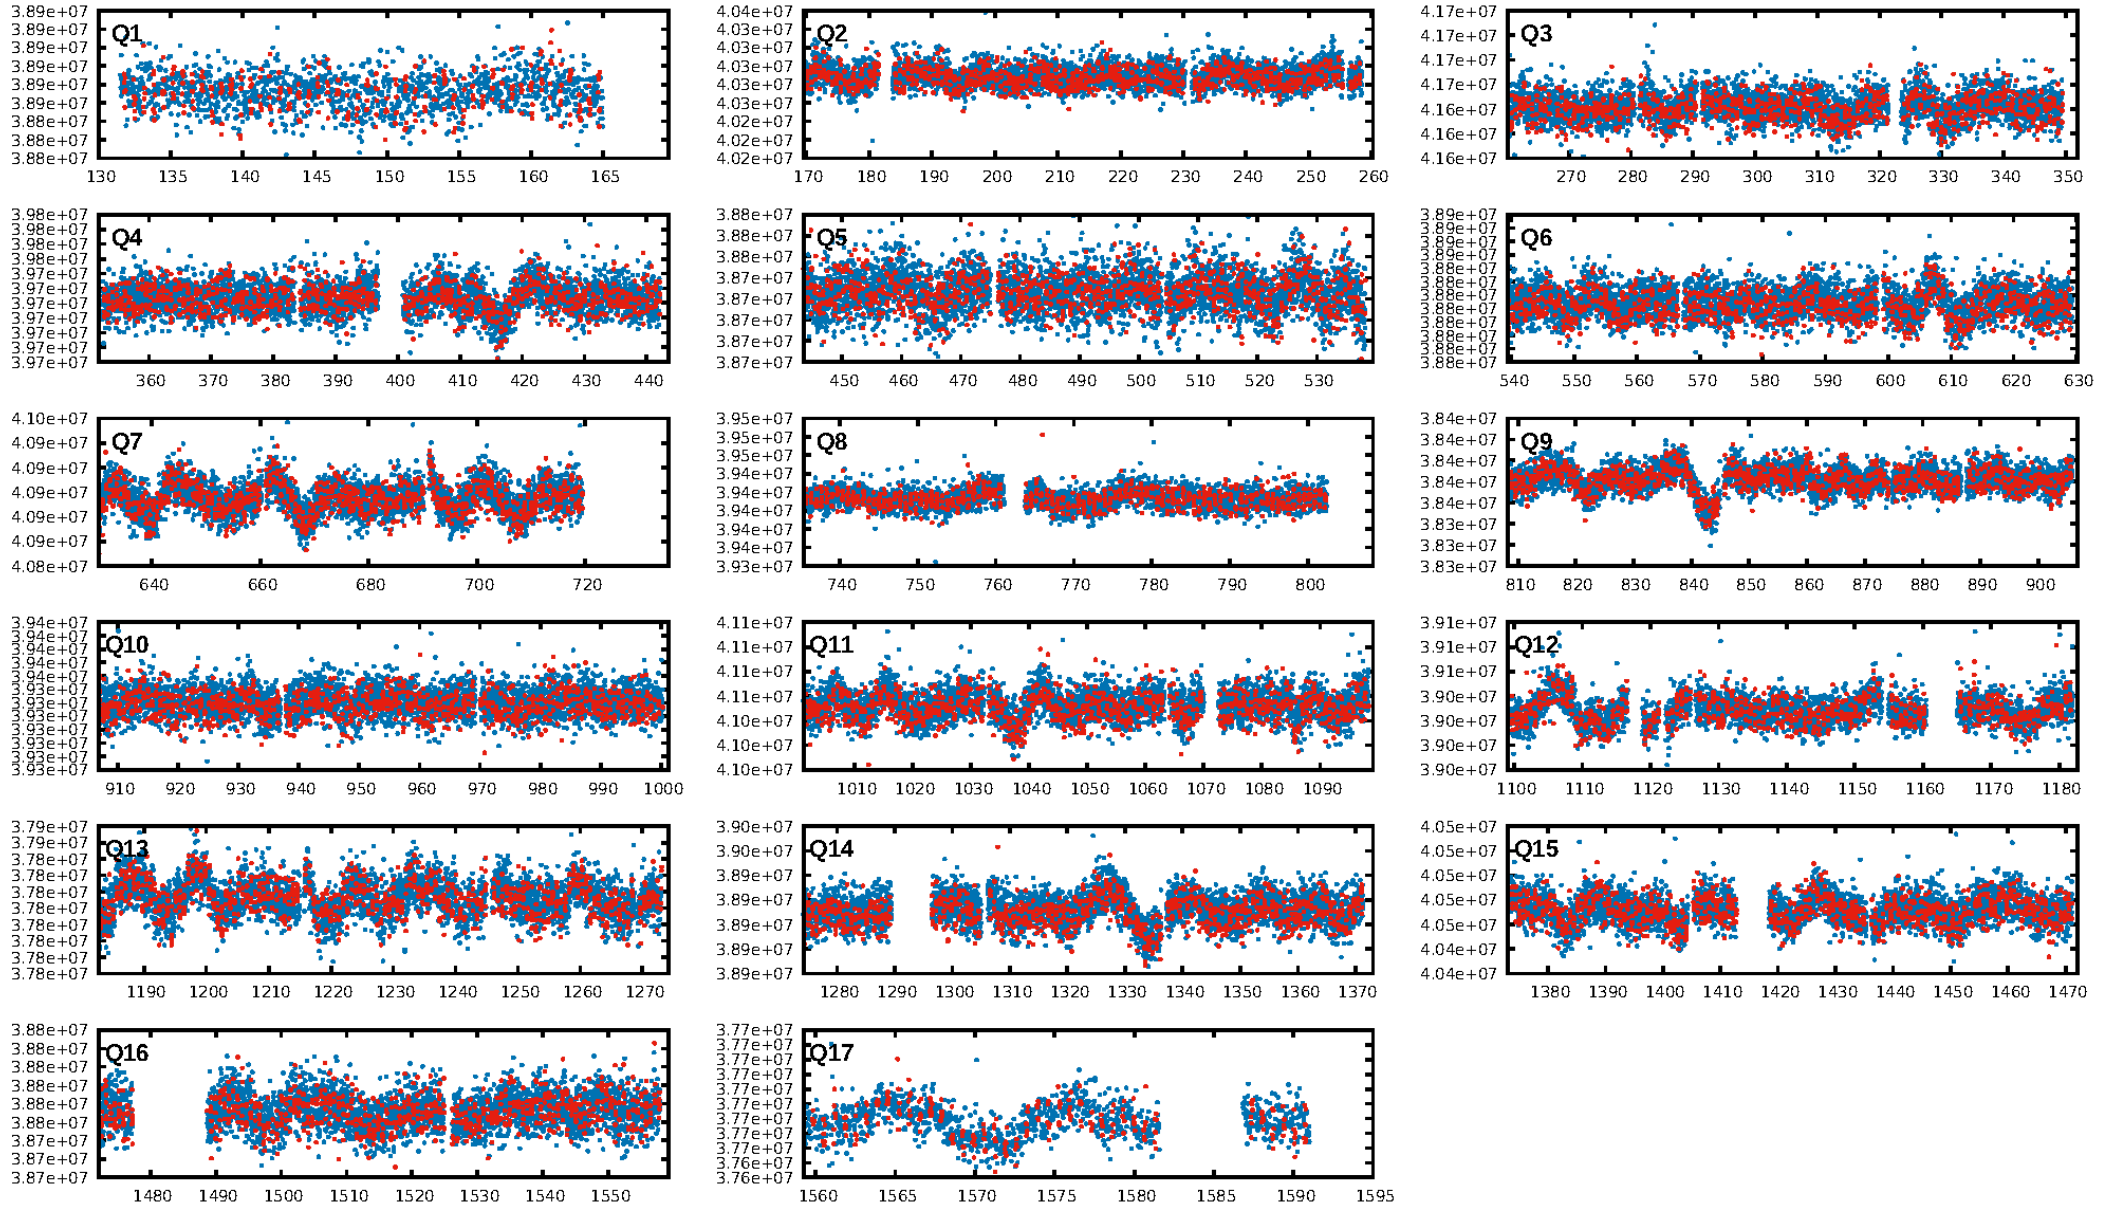 Q1
3.89e+07
3.89e+07
3.89e+07
3.89e+07
3.89e+07
3.89e+07
3.88e+07
3.88e+07
3.88e+07
130 135 140 145 150 155 160 165
Q2
4.04e+07
4.03e+07
4.03e+07
4.03e+07
4.03e+07
4.03e+07
4.02e+07
4.02e+07
4.02e+07
170 180 190 200 210 220 230 240 250 260
Q3
4.17e+07
4.17e+07
4.17e+07
4.17e+07
4.16e+07
4.16e+07
4.16e+07
270 280 290 300 310 320 330 340 350
Q4
3.98e+07
3.98e+07
3.98e+07
3.98e+07
3.97e+07
3.97e+07
3.97e+07
3.97e+07
3.97e+07
3.97e+07
3.97e+07
360 370 380 390 400 410 420 430 440
Q5
3.88e+07
3.88e+07
3.88e+07
3.87e+07
3.87e+07
3.87e+07
3.87e+07
3.87e+07
450 460 470 480 490 500 510 520 530
Q6
3.89e+07
3.89e+07
3.89e+07
3.89e+07
3.88e+07
3.88e+07
3.88e+07
3.88e+07
3.88e+07
3.88e+07
3.88e+07
3.88e+07
540 550 560 570 580 590 600 610 620 630
Q7
4.10e+07
4.09e+07
4.09e+07
4.09e+07
4.09e+07
4.09e+07
4.08e+07
640 660 680 700 720
Q8
3.95e+07
3.95e+07
3.95e+07
3.94e+07
3.94e+07
3.94e+07
3.94e+07
3.94e+07
3.93e+07
740 750 760 770 780 790 800
Q9
3.84e+07
3.84e+07
3.84e+07
3.84e+07
3.84e+07
3.83e+07
3.83e+07
3.83e+07
810 820 830 840 850 860 870 880 890 900
Q10
3.94e+07
3.94e+07
3.94e+07
3.94e+07
3.93e+07
3.93e+07
3.93e+07
3.93e+07
3.93e+07
3.93e+07
3.93e+07
3.93e+07
910 920 930 940 950 960 970 980 990 1000
Q11
4.11e+07
4.11e+07
4.11e+07
4.11e+07
4.10e+07
4.10e+07
4.10e+07
1010 1020 1030 1040 1050 1060 1070 1080 1090
Q12
3.91e+07
3.91e+07
3.91e+07
3.90e+07
3.90e+07
3.90e+07
3.90e+07
1100 1110 1120 1130 1140 1150 1160 1170 1180
Q13
3.79e+07
3.79e+07
3.78e+07
3.78e+07
3.78e+07
3.78e+07
3.78e+07
3.78e+07
3.78e+07
3.78e+07
1190 1200 1210 1220 1230 1240 1250 1260 1270
Q14
3.90e+07
3.90e+07
3.89e+07
3.89e+07
3.89e+07
3.89e+07
3.89e+07
1280 1290 1300 1310 1320 1330 1340 1350 1360 1370
Q15
4.05e+07
4.05e+07
4.05e+07
4.05e+07
4.05e+07
4.04e+07
4.04e+07
1380 1390 1400 1410 1420 1430 1440 1450 1460 1470
Q16
3.88e+07
3.88e+07
3.88e+07
3.88e+07
3.88e+07
3.88e+07
3.87e+07
3.87e+07
3.87e+07
1480 1490 1500 1510 1520 1530 1540 1550
Q17
3.77e+07
3.77e+07
3.77e+07
3.77e+07
3.77e+07
3.77e+07
3.77e+07
3.77e+07
3.77e+07
3.76e+07
3.76e+07
1560 1565 1570 1575 1580 1585 1590 1595